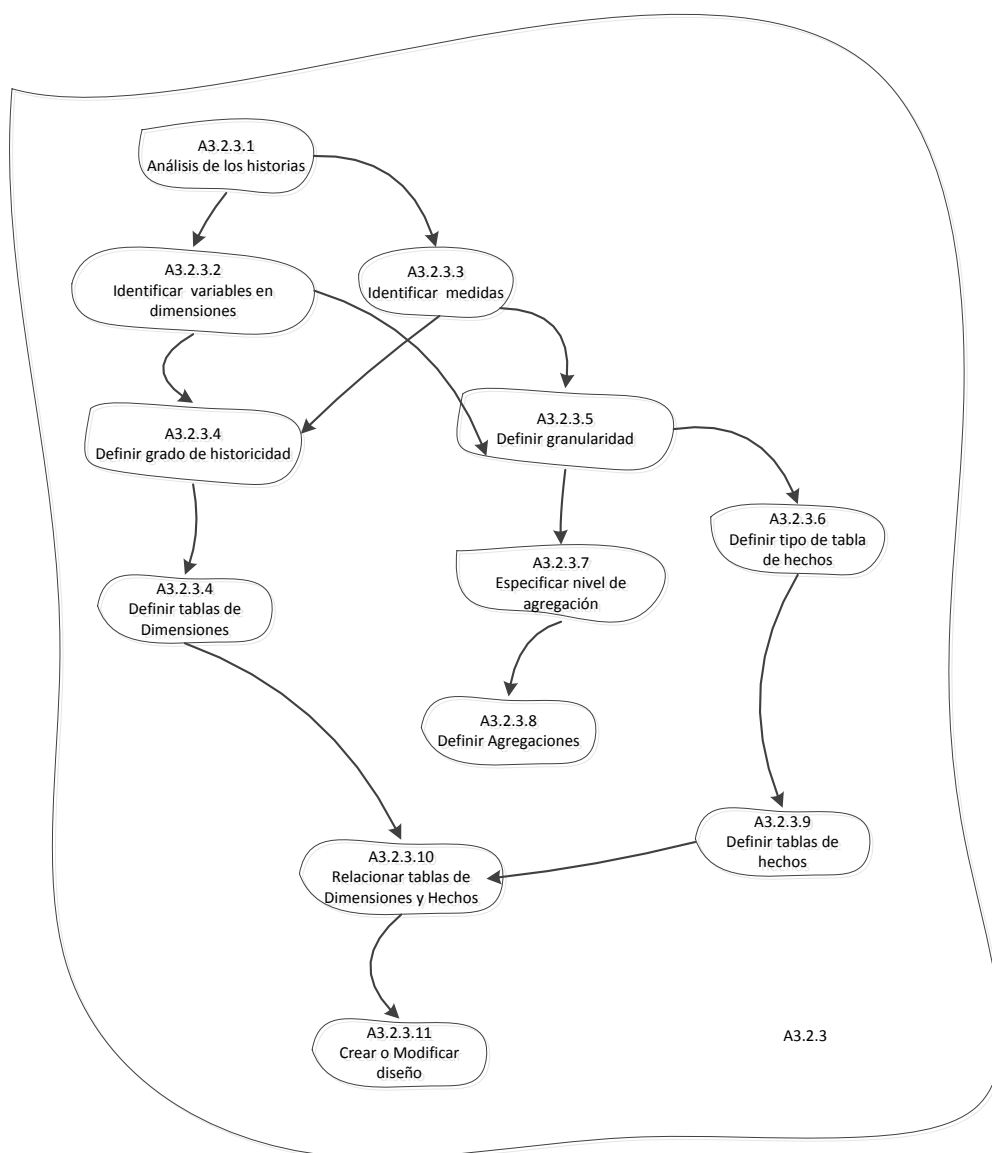 A3.2.3.1
Análisis de los historias
A3.2.3.2
Identificar variables en
dimensiones
A3.2.3.3
Identificar medidas
A3.2.3.4
Definir grado de historicidad
A3.2.3.5
Definir granularidad
A3.2.3.6
Definir tipo de tabla
de hechos
A3.2.3.7
Especificar nivel de
agregación
A3.2.3.4
Definir tablas de
Dimensiones
A3.2.3.8
Definir Agregaciones
A3.2.3.9
Definir tablas de
hechos
A3.2.3.10
Relacionar tablas de
Dimensiones y Hechos
A3.2.3.11
Crear o Modificar
diseño
A3.2.3